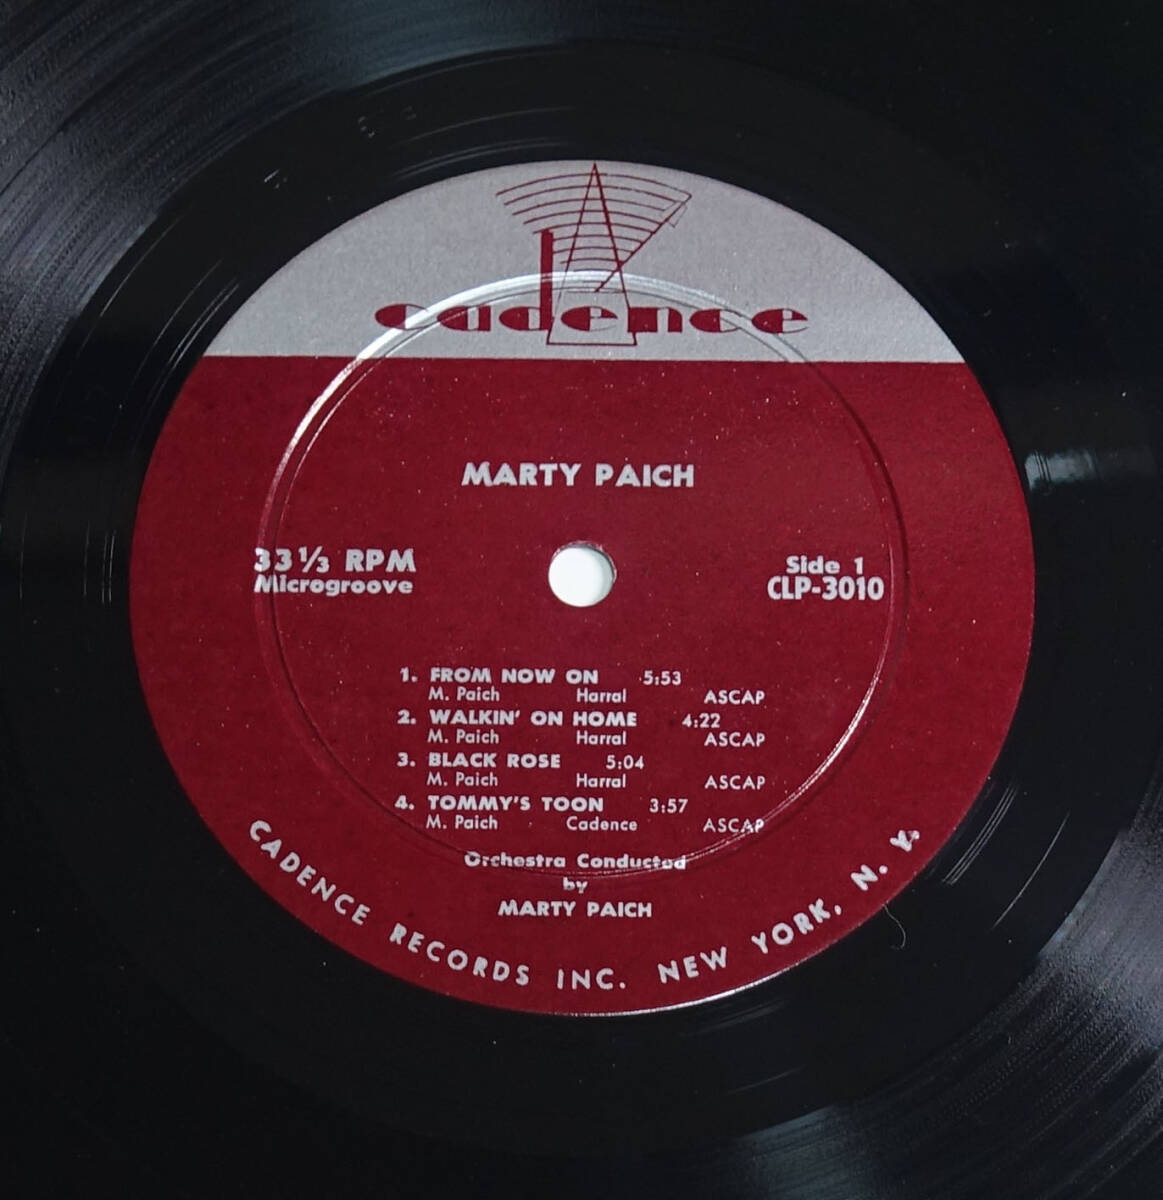 cadence
MARTY PAICH
33⅓ RPM
Microgroove
Side 1
CLP-3010
1. FROM NOW ON 5:53
M. Paich Harral ASCAP
2. WALKIN' ON HOME 4:22
M. Paich Harral ASCAP
3. BLACK ROSE 5:04
M. Paich Harral ASCAP
4. TOMMY'S TOON 3:57
M. Paich Cadence ASCAP
Orchestra Conducted
by
MARTY PAICH
CADENCE RECORDS INC. NEW YORK, N. Y.